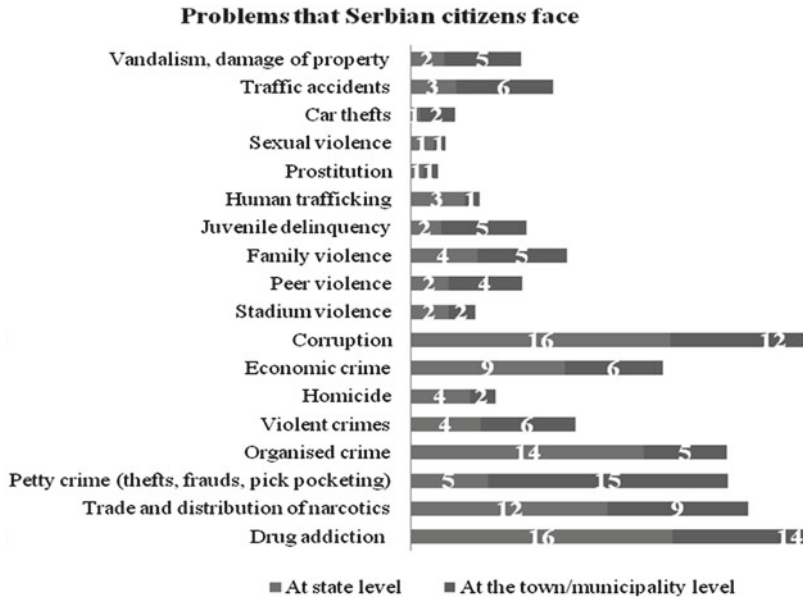 Problems that Serbian citizens face
Vandalism, damage of property 2 5
Traffic accidents 3 6
Car thefts 1 2
Sexual violence 1 1
Prostitution 1 1
Human trafficking 3 1
Juvenile delinquency 2 5
Family violence 4 5
Peer violence 2 4
Stadium violence 2 2
Corruption 16 12
Economic crime 9 6
Homicide 4 2
Violent crimes 4 6
Organised crime 14 5
Petty crime (thefts, frauds, pick pocketing) 5 15
Trade and distribution of narcotics 12 9
Drug addiction 16 14
At state level At the town/municipality level